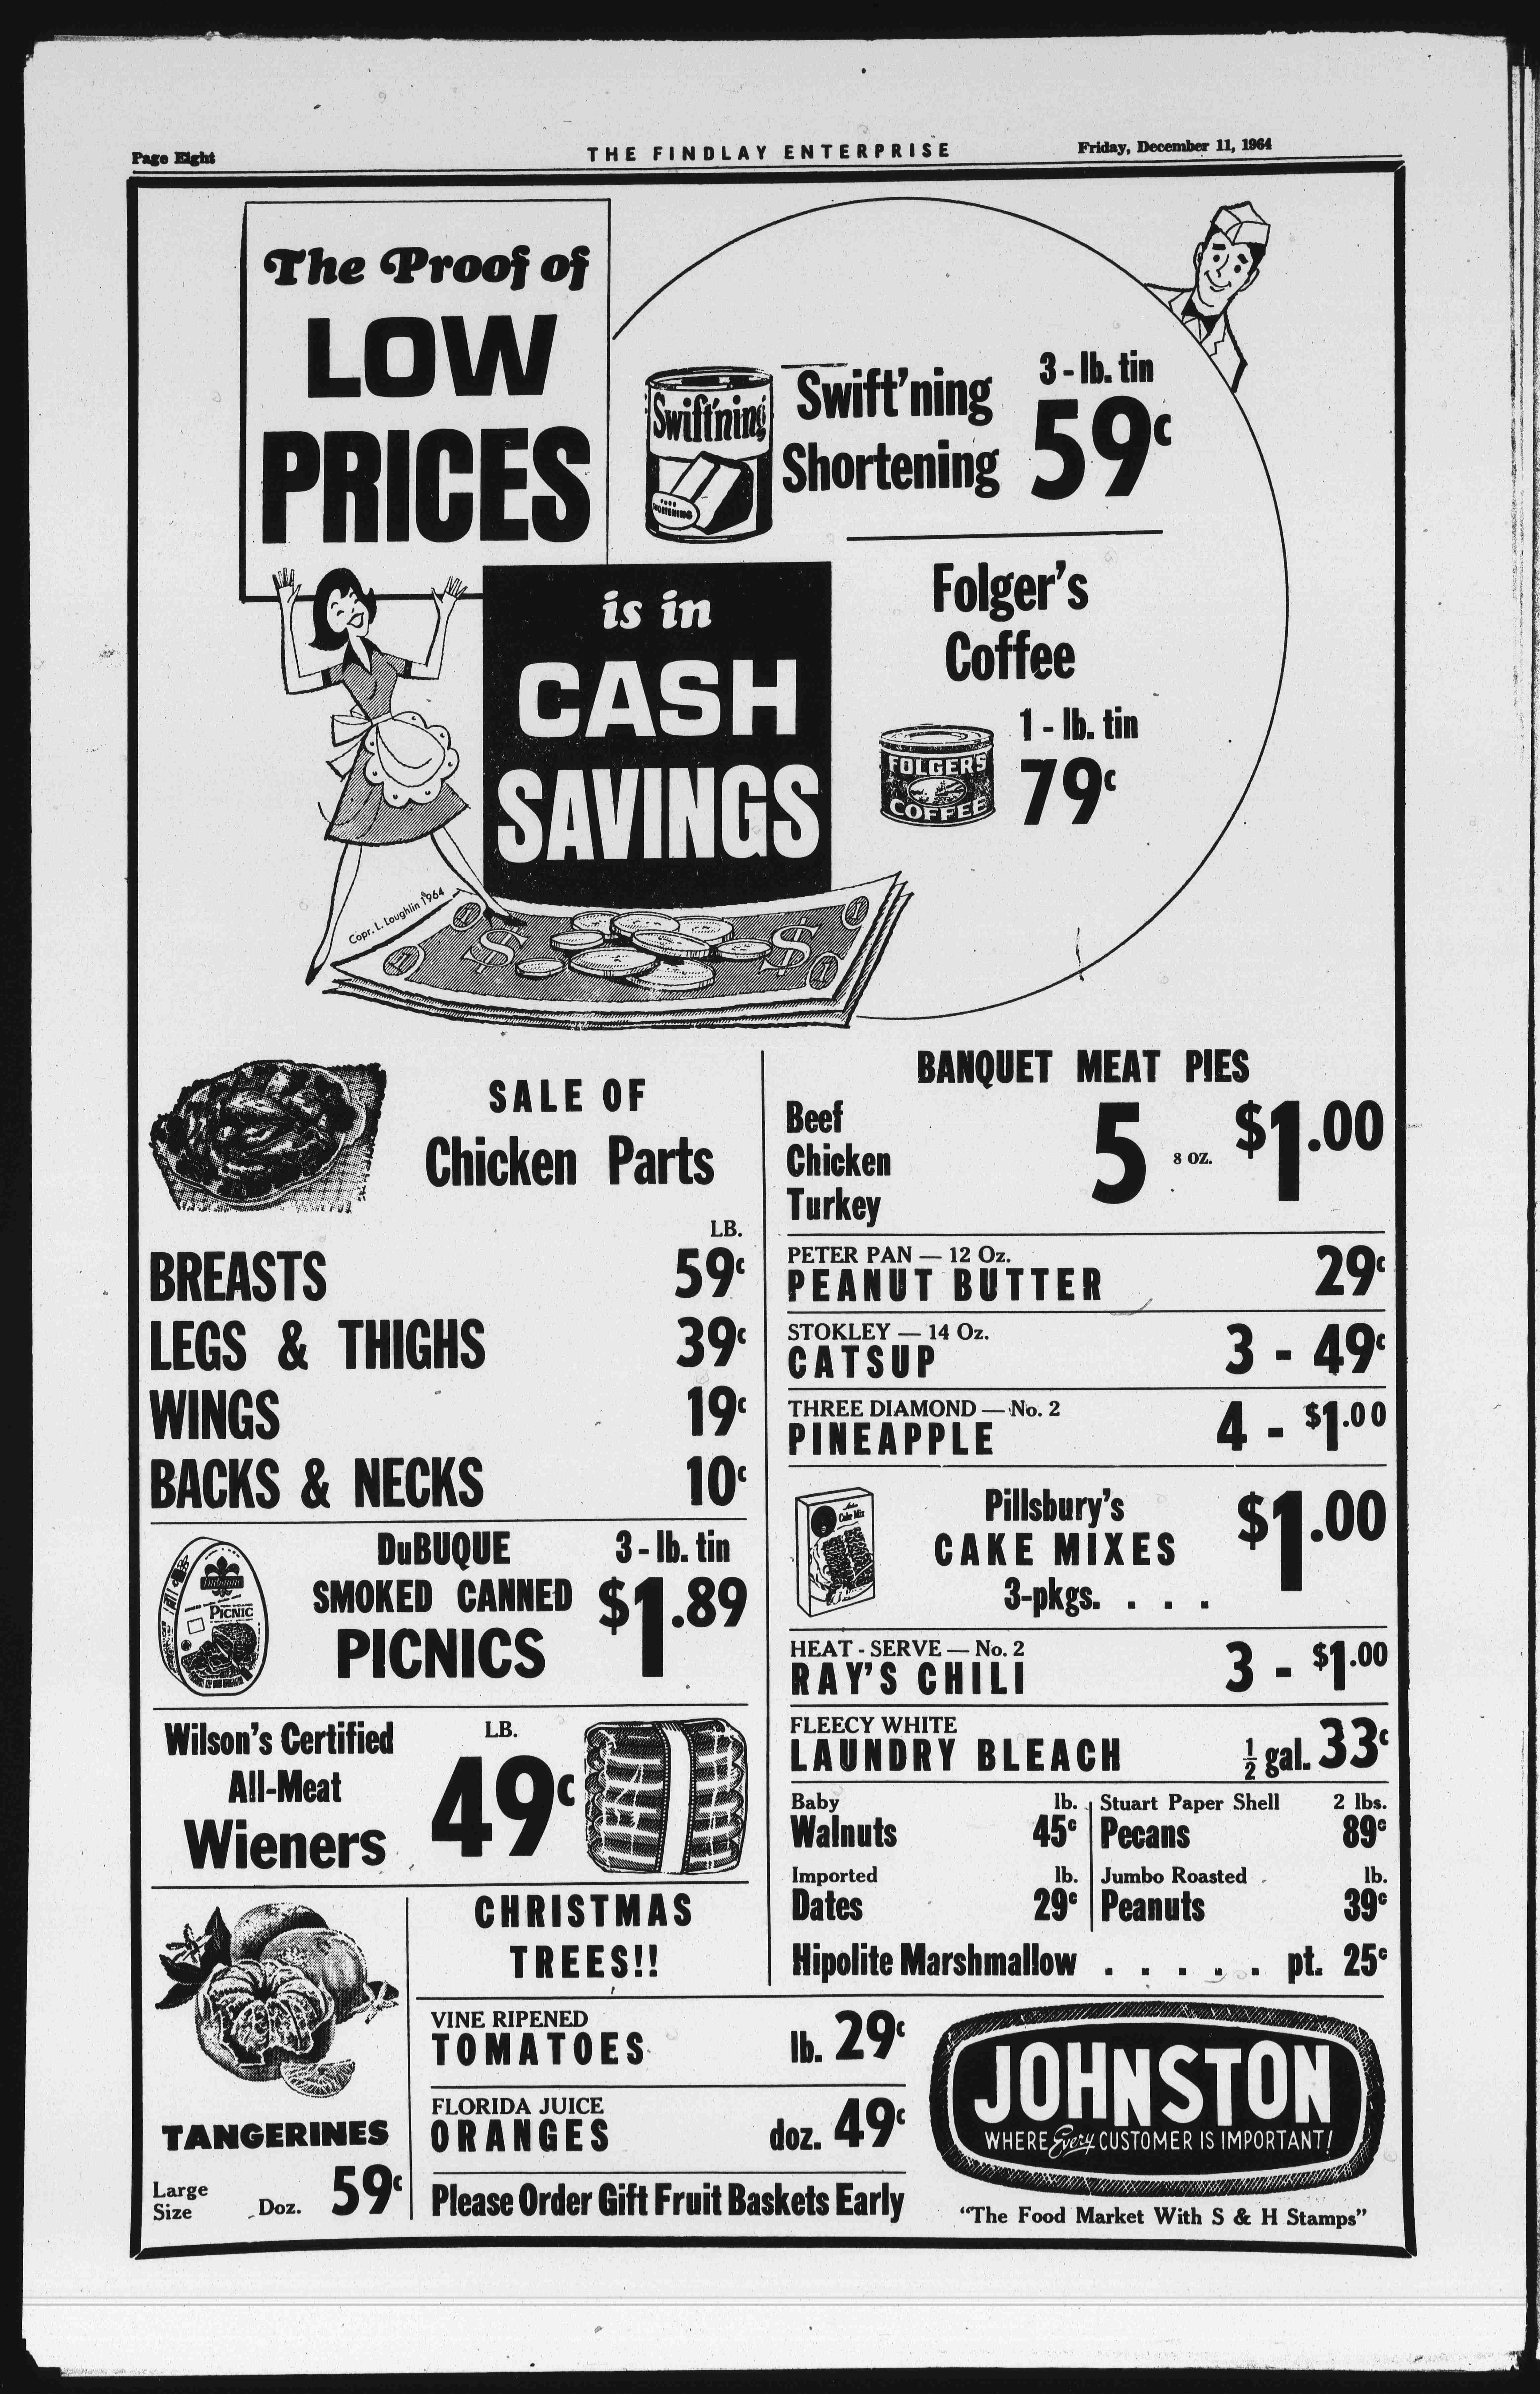 Page Eight
THE FINDLAY ENTERPRISE
Friday, December 11, 1964
The Proof of
LOW
PRICES
is in
CASH
SAVINGS
Copr. L. Loughlin 1964
Swift'ning
Swift'ning
Shortening
3 - lb. tin
59c
Folger's
Coffee
FOLGER'S
COFFEE
1 - lb. tin
79c
SALE OF
Chicken Parts
LB.
BREASTS 59c
LEGS & THIGHS 39c
WINGS 19c
BACKS & NECKS 10c
PICNIC
DuBUQUE
SMOKED CANNED
PICNICS
3 - lb. tin
$1.89
Wilson's Certified
All-Meat
Wieners
LB.
49c
TANGERINES
Large
Size
Doz. 59c
CHRISTMAS
TREES!!
BANQUET MEAT PIES
Beef
Chicken
Turkey
5 8 OZ. $1.00
PETER PAN — 12 Oz.
PEANUT BUTTER 29c
STOKLEY — 14 Oz.
CATSUP 3 - 49c
THREE DIAMOND — No. 2
PINEAPPLE 4 - $1.00
Cake Mix
Pillsbury's
CAKE MIXES
3-pkgs. . . .
$1.00
HEAT - SERVE — No. 2
RAY'S CHILI 3 - $1.00
FLEECY WHITE
LAUNDRY BLEACH ½ gal. 33c
Baby lb.
Walnuts 45c
Imported lb.
Dates 29c
Stuart Paper Shell 2 lbs.
Pecans 89c
Jumbo Roasted lb.
Peanuts 39c
Hipolite Marshmallow . . . . . pt. 25c
VINE RIPENED
TOMATOES lb. 29c
FLORIDA JUICE
ORANGES doz. 49c
Please Order Gift Fruit Baskets Early
JOHNSTON
WHERE Every CUSTOMER IS IMPORTANT!
"The Food Market With S & H Stamps"